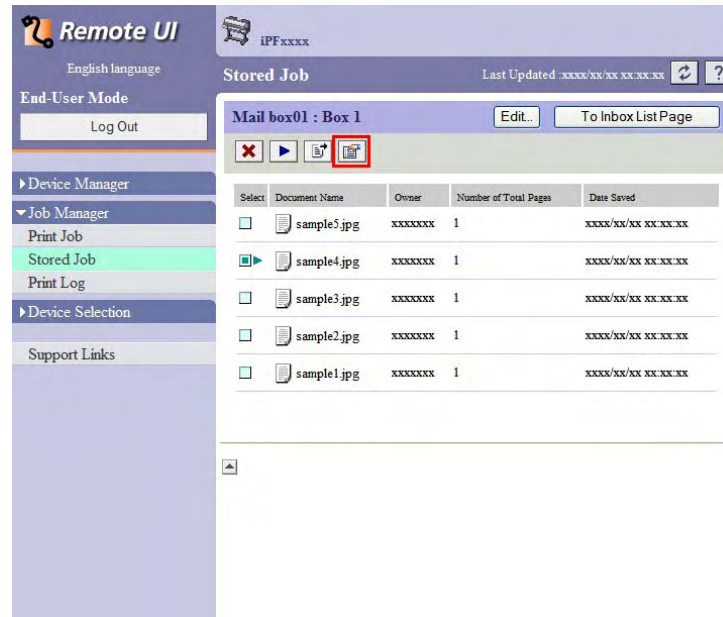 Remote UI
English language
End-User Mode
Log Out
Device Manager
Job Manager
Print Job
Stored Job
Print Log
Device Selection
Support Links
iPFxxxx
Stored Job
Last Updated :xxxx/xx/xx xx:xx:xx
?
Mail box01 : Box 1
Edit...
To Inbox List Page
Select Document Name Owner Number of Total Pages Date Saved
sample5.jpg xxxxxxx 1 xxxx/xx/xx xx:xx:xx
sample4.jpg xxxxxxx 1 xxxx/xx/xx xx:xx:xx
sample3.jpg xxxxxxx 1 xxxx/xx/xx xx:xx:xx
sample2.jpg xxxxxxx 1 xxxx/xx/xx xx:xx:xx
sample1.jpg xxxxxxx 1 xxxx/xx/xx xx:xx:xx